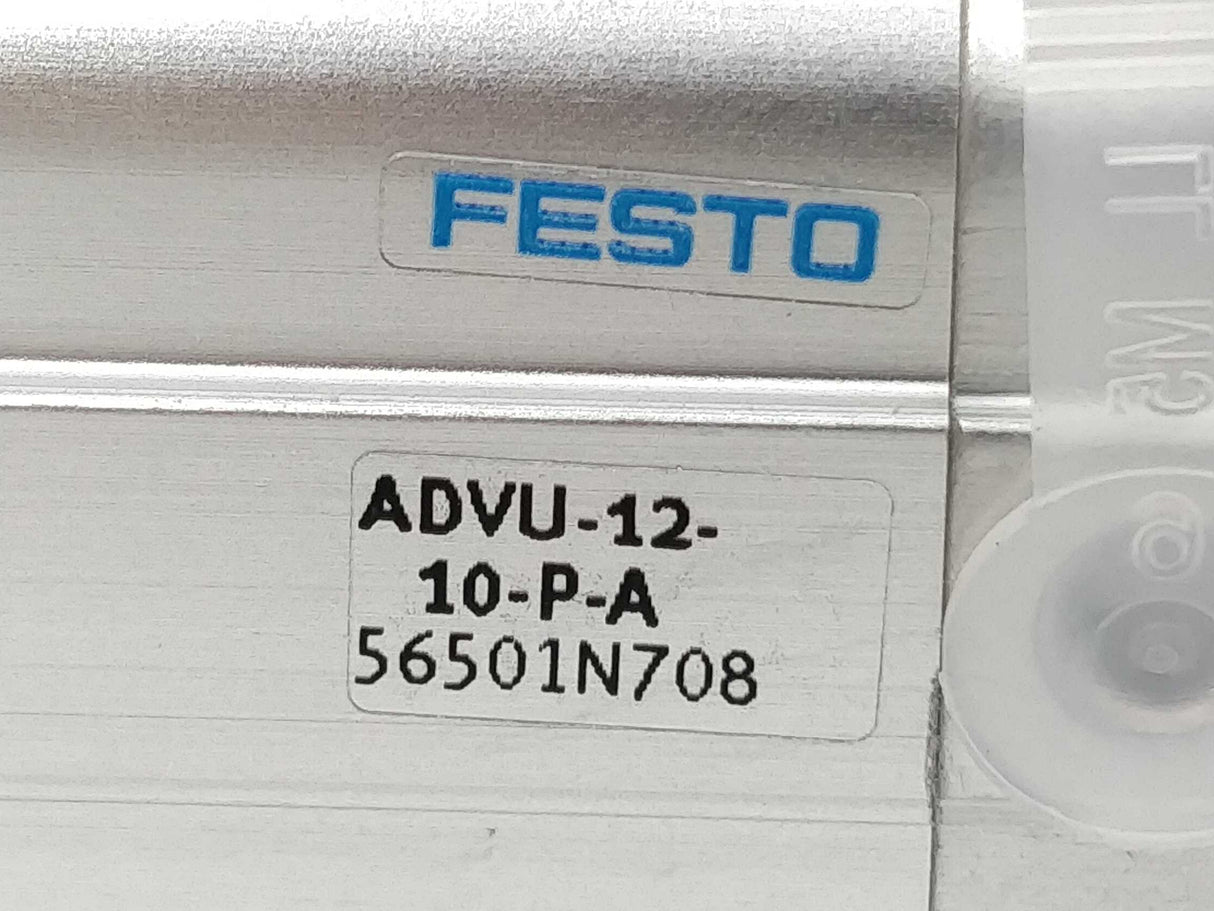 FESTO
ADVU-12-
10-P-A
56501N708